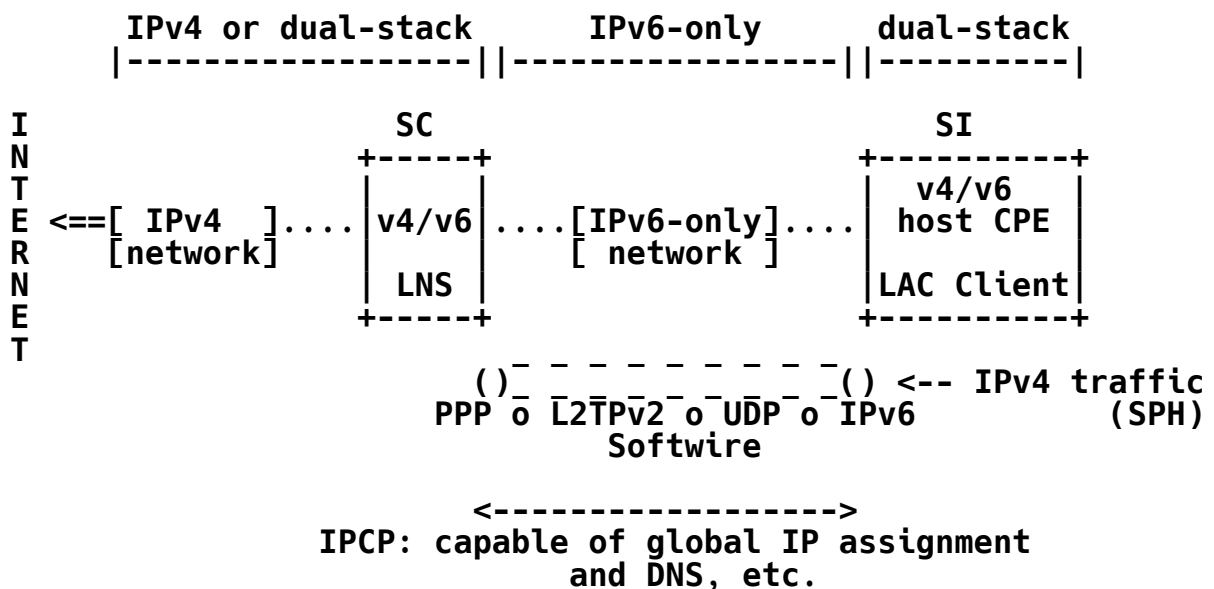 IPv4 or dual-stack IPv6-only dual-stack
|------------------||-----------------||----------|
I SC SI
N +-----+ +----------+
T | | | v4/v6 |
E <==[ IPv4 ]....|v4/v6|....[IPv6-only]....| host CPE |
R [network] | | [ network ] | |
N | LNS | |LAC Client|
E +-----+ +----------+
T
()_ _ _ _ _ _ _ _ _() <-- IPv4 traffic
PPP o L2TPv2 o UDP o IPv6 (SPH)
Softwire
<------------------>
IPCP: capable of global IP assignment
and DNS, etc.